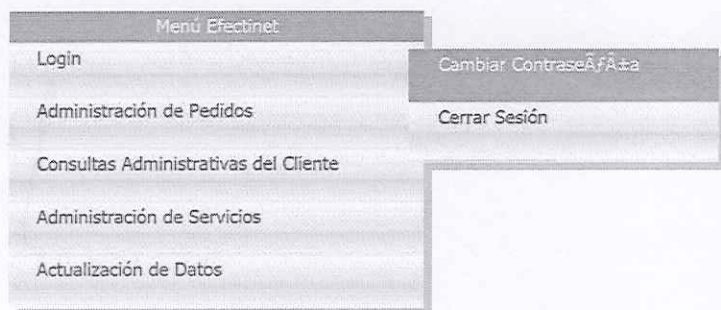 Menú Efectinet
Login
Cambiar ContraseÃƒÂ±a
Administración de Pedidos
Cerrar Sesión
Consultas Administrativas del Cliente
Administración de Servicios
Actualización de Datos